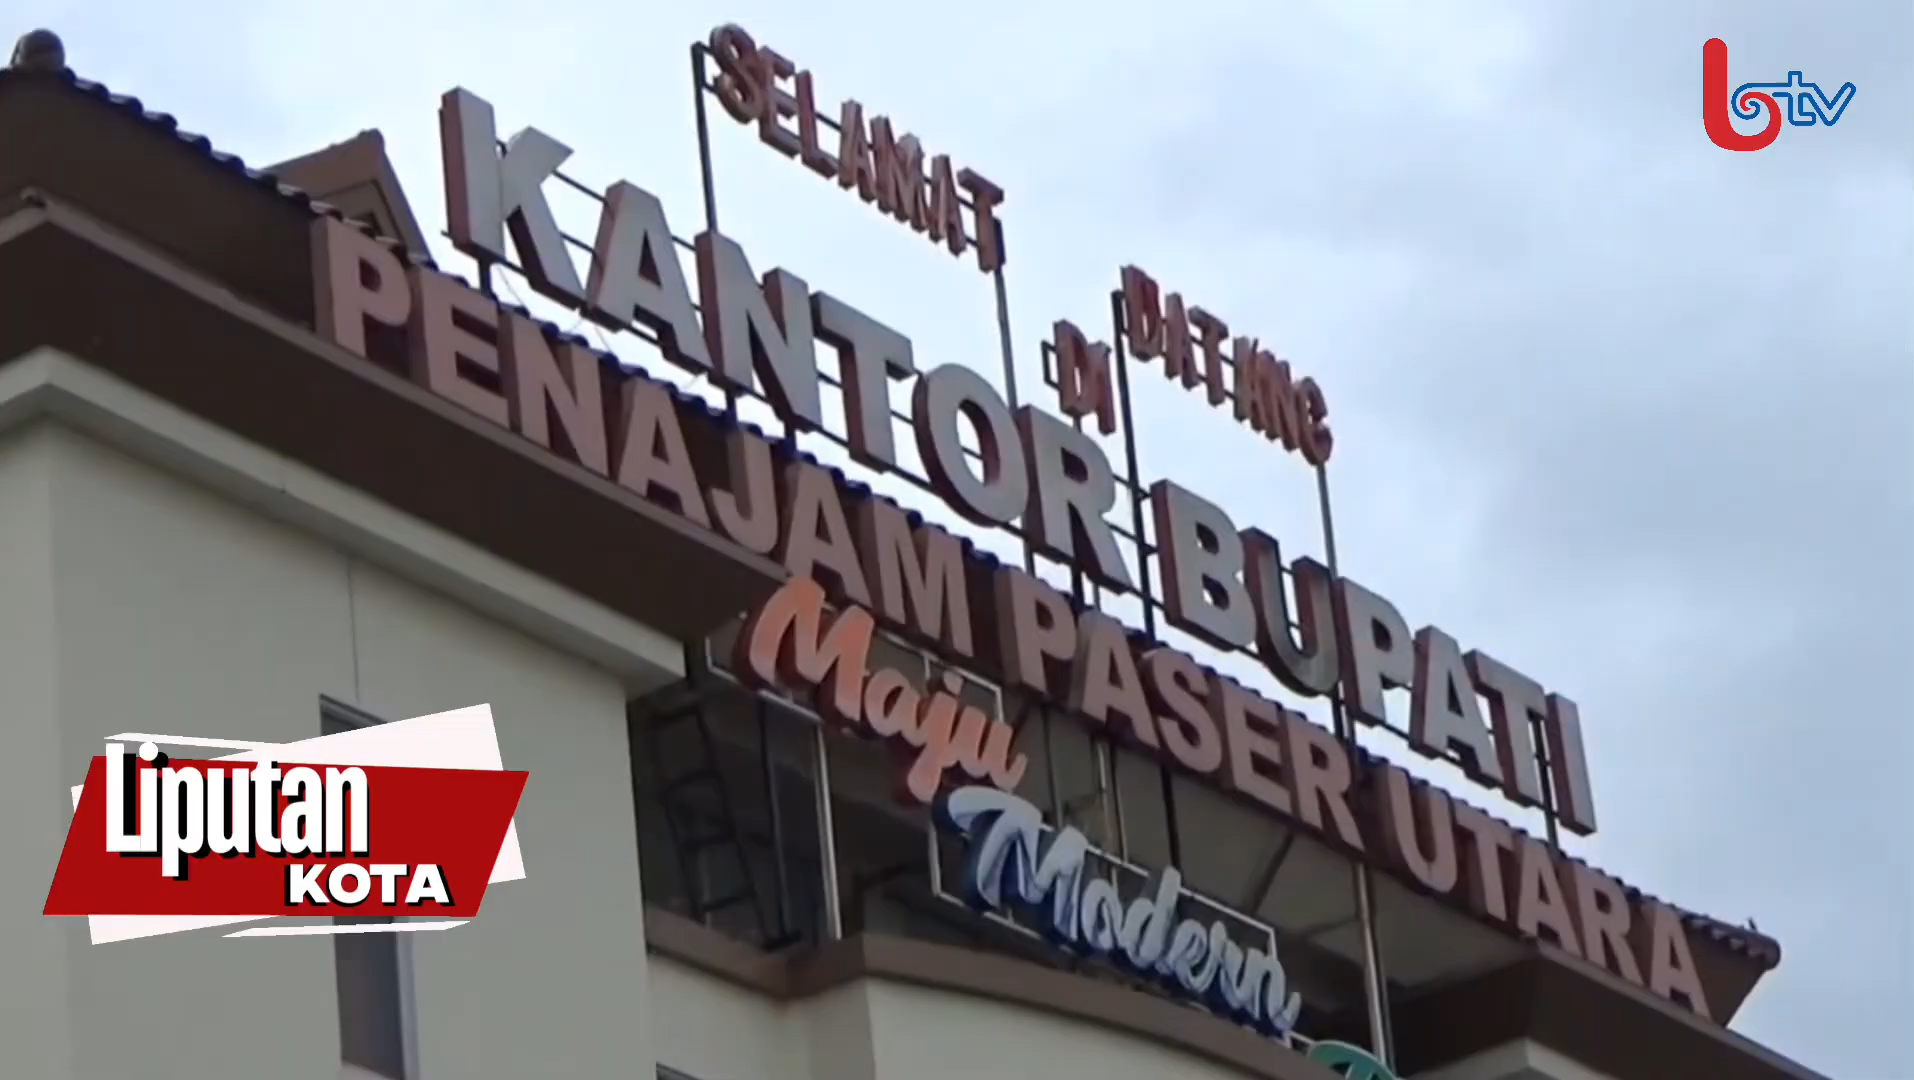 SELAMAT
DI DATANG
KANTOR BUPATI
PENAJAM PASER UTARA
Maju
Modern
btv
Liputan
KOTA